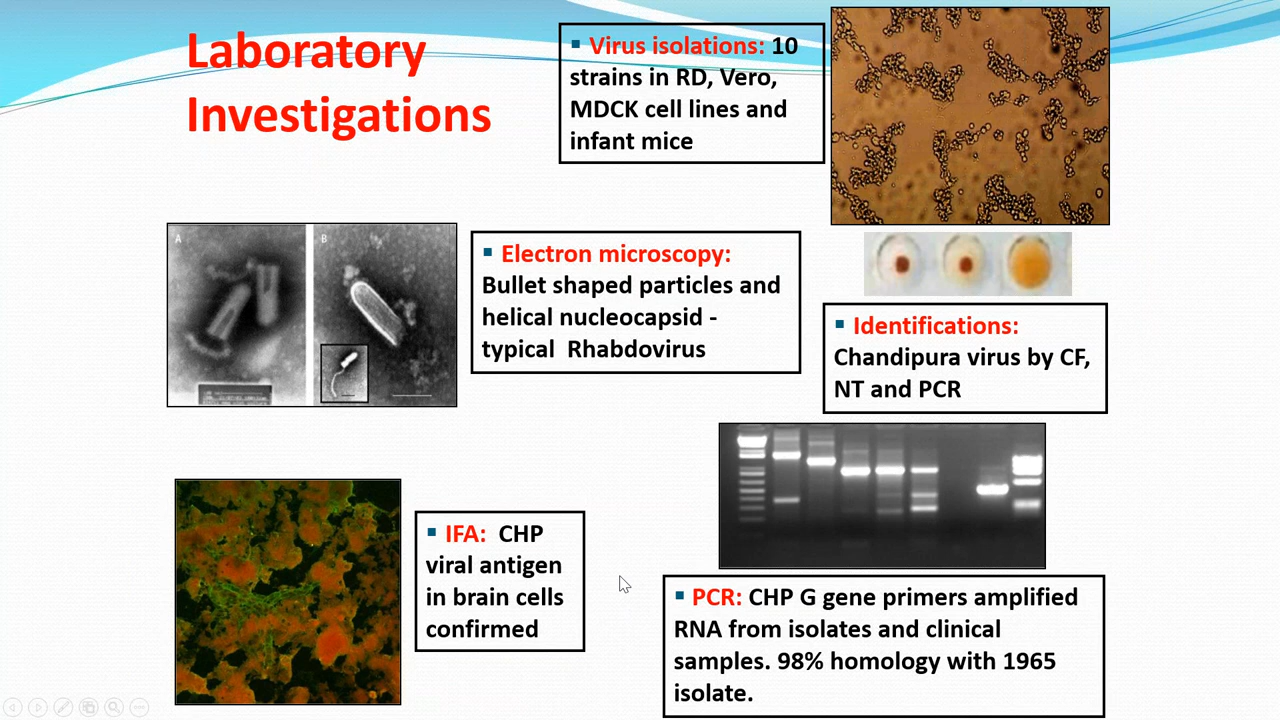 Laboratory
Investigations
▪ Virus isolations: 10
strains in RD, Vero,
MDCK cell lines and
infant mice
A
B
▪ Electron microscopy:
Bullet shaped particles and
helical nucleocapsid -
typical Rhabdovirus
▪ Identifications:
Chandipura virus by CF,
NT and PCR
▪ IFA: CHP
viral antigen
in brain cells
confirmed
▪ PCR: CHP G gene primers amplified
RNA from isolates and clinical
samples. 98% homology with 1965
isolate.